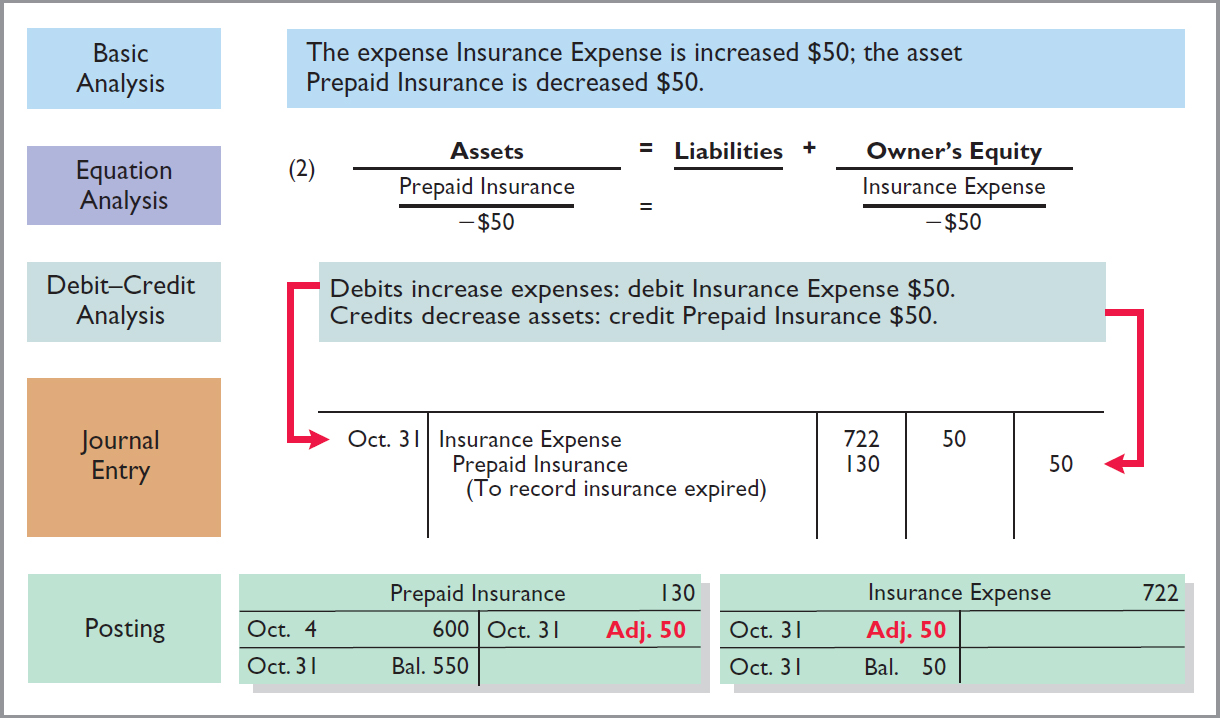 Basic
Analysis
The expense Insurance Expense is increased $50; the asset
Prepaid Insurance is decreased $50.
Equation
Analysis
(2)
Assets = Liabilities + Owner's Equity
Prepaid Insurance = Insurance Expense
−$50 −$50
Debit–Credit
Analysis
Debits increase expenses: debit Insurance Expense $50.
Credits decrease assets: credit Prepaid Insurance $50.
Journal
Entry
Oct. 31 Insurance Expense 722 50
Prepaid Insurance 130 50
(To record insurance expired)
Posting
Prepaid Insurance 130
Oct. 4 600 Oct. 31 Adj. 50
Oct. 31 Bal. 550
Insurance Expense 722
Oct. 31 Adj. 50
Oct. 31 Bal. 50